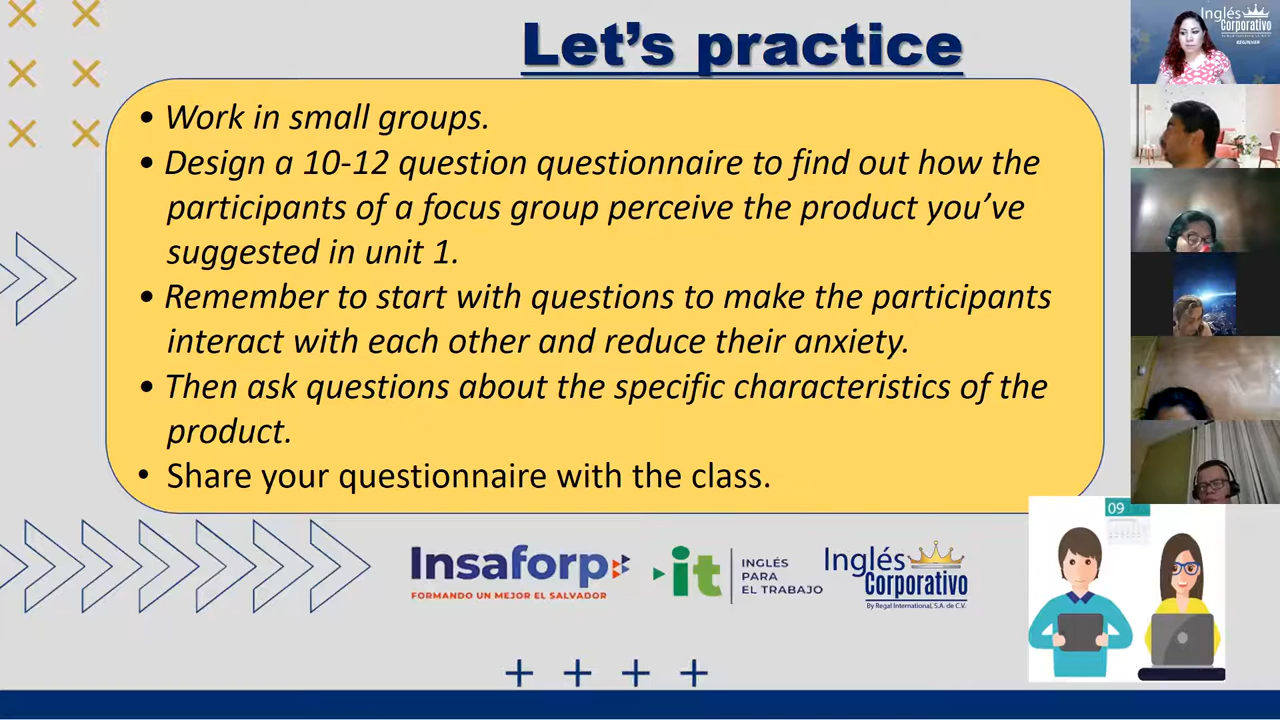 Let's practice
• Work in small groups.
• Design a 10-12 question questionnaire to find out how the
participants of a focus group perceive the product you've
suggested in unit 1.
• Remember to start with questions to make the participants
interact with each other and reduce their anxiety.
• Then ask questions about the specific characteristics of the
product.
• Share your questionnaire with the class.
Insaforp
FORMANDO UN MEJOR EL SALVADOR
it
INGLÉS
PARA
EL TRABAJO
Inglés
Corporativo
By Regal International, S.A. de C.V.
09
Inglés
Corporativo
BEGINNER